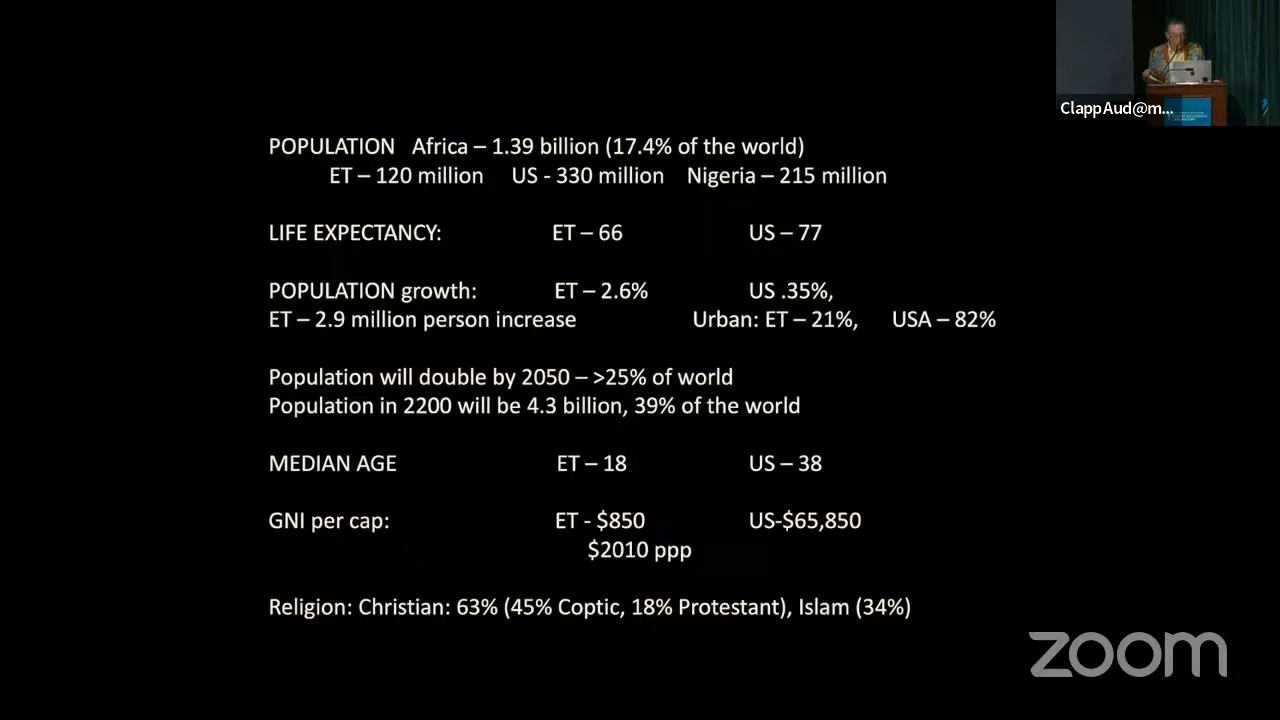 ClappAud@m...
POPULATION Africa – 1.39 billion (17.4% of the world)
ET – 120 million US - 330 million Nigeria – 215 million
LIFE EXPECTANCY: ET – 66 US – 77
POPULATION growth: ET – 2.6% US .35%,
ET – 2.9 million person increase Urban: ET – 21%, USA – 82%
Population will double by 2050 – >25% of world
Population in 2200 will be 4.3 billion, 39% of the world
MEDIAN AGE ET – 18 US – 38
GNI per cap: ET - $850 US-$65,850
$2010 ppp
Religion: Christian: 63% (45% Coptic, 18% Protestant), Islam (34%)
zoom